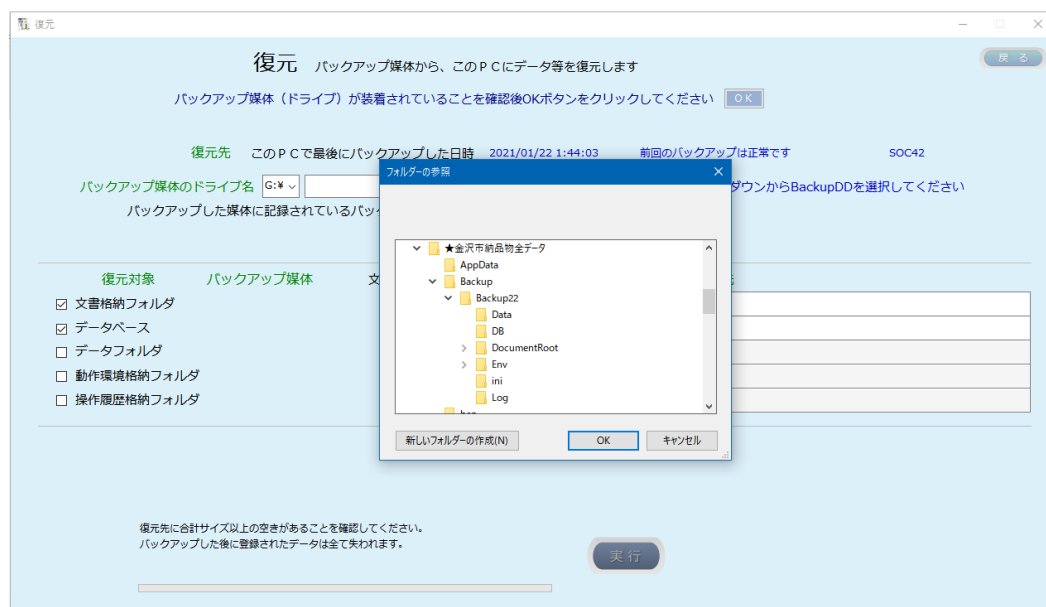 復元
復元 バックアップ媒体から、このＰＣにデータ等を復元します
戻 る
バックアップ媒体（ドライブ）が装着されていることを確認後OKボタンをクリックしてください OK
復元先 このＰＣで最後にバックアップした日時 2021/01/22 1:44:03 前回のバックアップは正常です SOC42
フォルダーの参照
バックアップ媒体のドライブ名 G:¥ ダウンからBackupDDを選択してください
バックアップした媒体に記録されているバッ
★金沢市納品物全データ
AppData
Backup
Backup22
Data
DB
DocumentRoot
Env
ini
Log
復元対象 バックアップ媒体 文
文書格納フォルダ
データベース
データフォルダ
動作環境格納フォルダ
操作履歴格納フォルダ
新しいフォルダーの作成(N) OK キャンセル
復元先に合計サイズ以上の空きがあることを確認してください。
バックアップした後に登録されたデータは全て失われます。
実 行